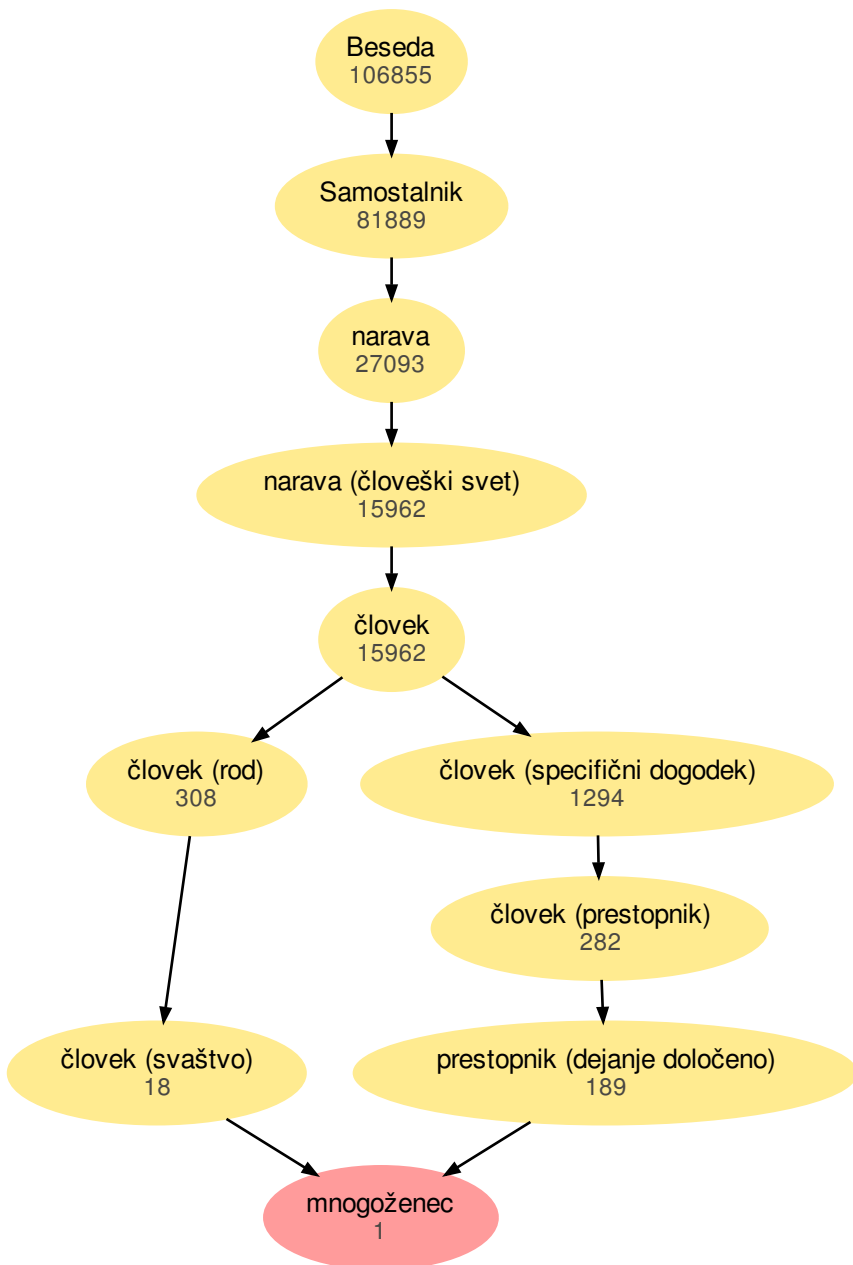 Beseda
106855
Samostalnik
81889
narava
27093
narava (človeški svet)
15962
človek
15962
človek (rod)
308
človek (specifični dogodek)
1294
človek (prestopnik)
282
človek (svaštvo)
18
prestopnik (dejanje določeno)
189
mnogoženec
1